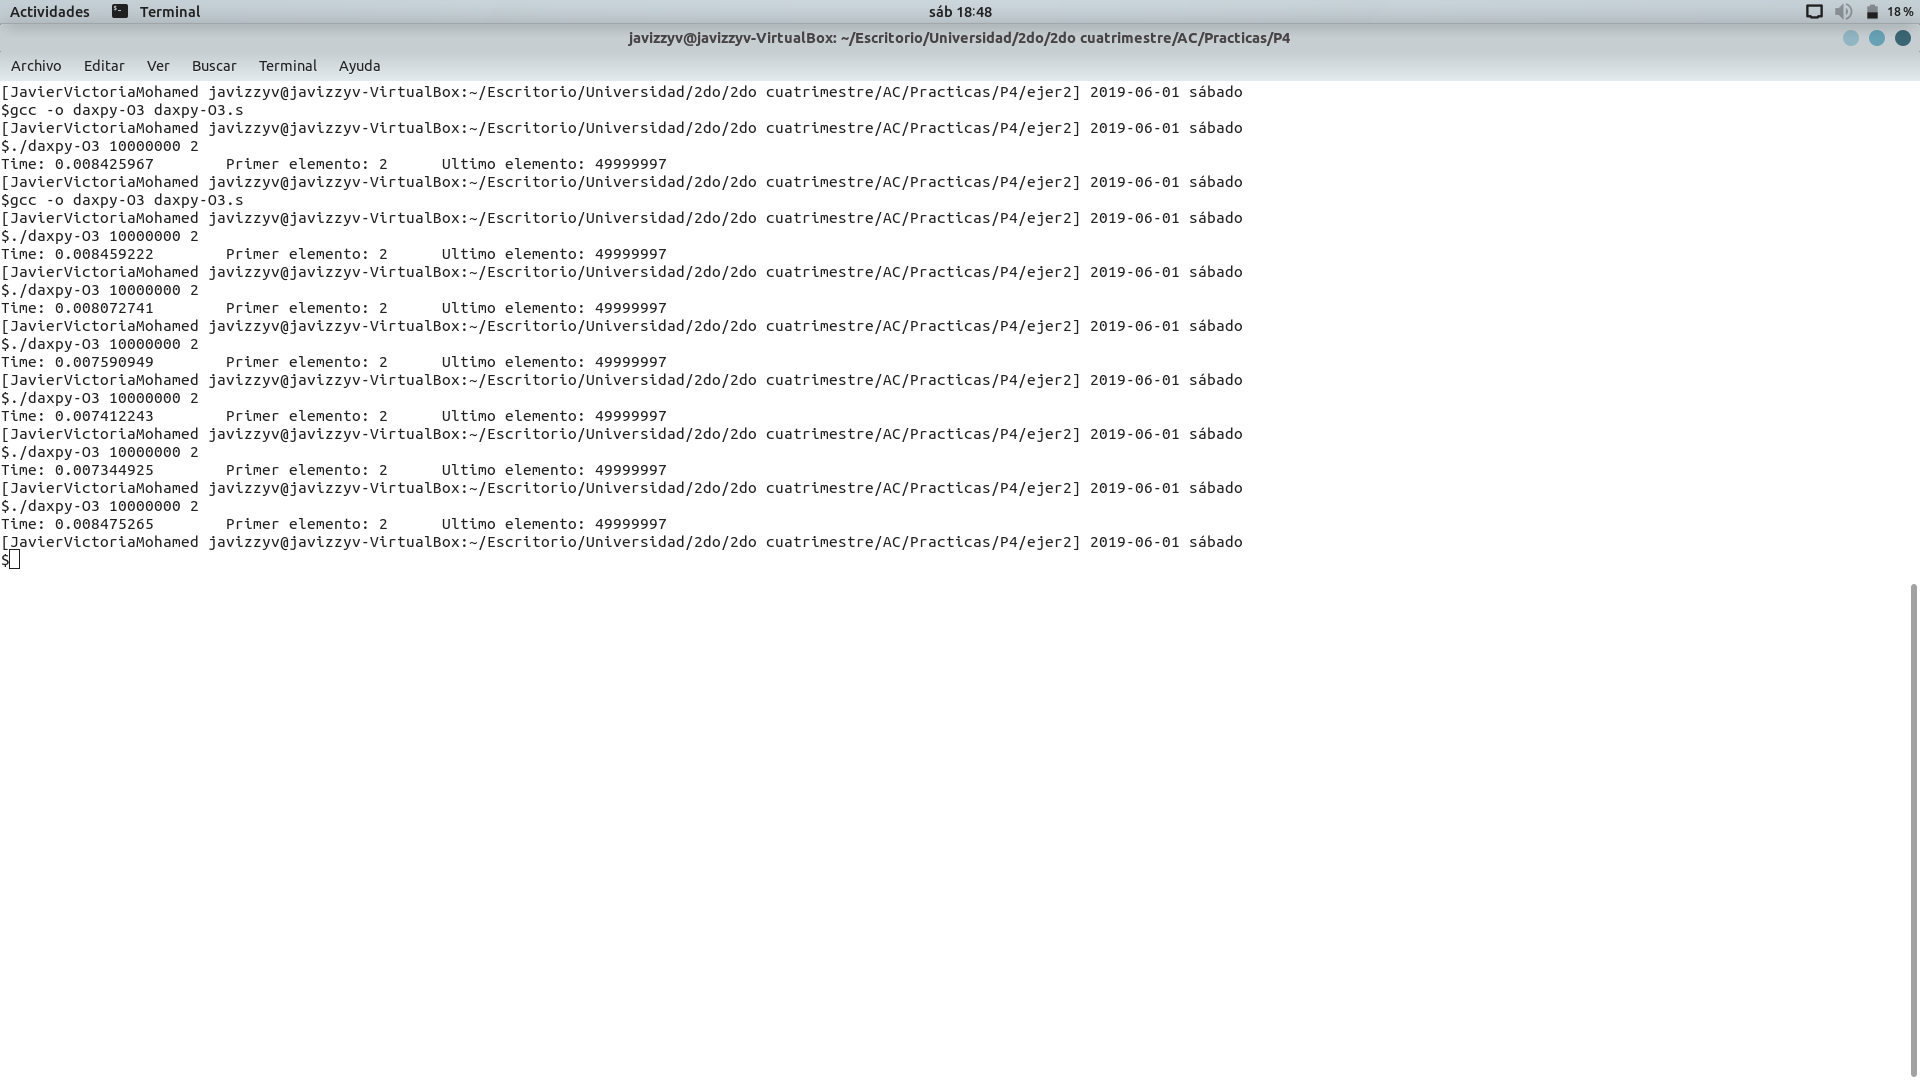 Actividades Terminal sáb 18:48 18 %
javizzyv@javizzyv-VirtualBox: ~/Escritorio/Universidad/2do/2do cuatrimestre/AC/Practicas/P4
Archivo Editar Ver Buscar Terminal Ayuda
[JavierVictoriaMohamed javizzyv@javizzyv-VirtualBox:~/Escritorio/Universidad/2do/2do cuatrimestre/AC/Practicas/P4/ejer2] 2019-06-01 sábado
$gcc -o daxpy-O3 daxpy-O3.s
[JavierVictoriaMohamed javizzyv@javizzyv-VirtualBox:~/Escritorio/Universidad/2do/2do cuatrimestre/AC/Practicas/P4/ejer2] 2019-06-01 sábado
$./daxpy-O3 10000000 2
Time: 0.008425967 Primer elemento: 2 Ultimo elemento: 49999997
[JavierVictoriaMohamed javizzyv@javizzyv-VirtualBox:~/Escritorio/Universidad/2do/2do cuatrimestre/AC/Practicas/P4/ejer2] 2019-06-01 sábado
$gcc -o daxpy-O3 daxpy-O3.s
[JavierVictoriaMohamed javizzyv@javizzyv-VirtualBox:~/Escritorio/Universidad/2do/2do cuatrimestre/AC/Practicas/P4/ejer2] 2019-06-01 sábado
$./daxpy-O3 10000000 2
Time: 0.008459222 Primer elemento: 2 Ultimo elemento: 49999997
[JavierVictoriaMohamed javizzyv@javizzyv-VirtualBox:~/Escritorio/Universidad/2do/2do cuatrimestre/AC/Practicas/P4/ejer2] 2019-06-01 sábado
$./daxpy-O3 10000000 2
Time: 0.008072741 Primer elemento: 2 Ultimo elemento: 49999997
[JavierVictoriaMohamed javizzyv@javizzyv-VirtualBox:~/Escritorio/Universidad/2do/2do cuatrimestre/AC/Practicas/P4/ejer2] 2019-06-01 sábado
$./daxpy-O3 10000000 2
Time: 0.007590949 Primer elemento: 2 Ultimo elemento: 49999997
[JavierVictoriaMohamed javizzyv@javizzyv-VirtualBox:~/Escritorio/Universidad/2do/2do cuatrimestre/AC/Practicas/P4/ejer2] 2019-06-01 sábado
$./daxpy-O3 10000000 2
Time: 0.007412243 Primer elemento: 2 Ultimo elemento: 49999997
[JavierVictoriaMohamed javizzyv@javizzyv-VirtualBox:~/Escritorio/Universidad/2do/2do cuatrimestre/AC/Practicas/P4/ejer2] 2019-06-01 sábado
$./daxpy-O3 10000000 2
Time: 0.007344925 Primer elemento: 2 Ultimo elemento: 49999997
[JavierVictoriaMohamed javizzyv@javizzyv-VirtualBox:~/Escritorio/Universidad/2do/2do cuatrimestre/AC/Practicas/P4/ejer2] 2019-06-01 sábado
$./daxpy-O3 10000000 2
Time: 0.008475265 Primer elemento: 2 Ultimo elemento: 49999997
[JavierVictoriaMohamed javizzyv@javizzyv-VirtualBox:~/Escritorio/Universidad/2do/2do cuatrimestre/AC/Practicas/P4/ejer2] 2019-06-01 sábado
$